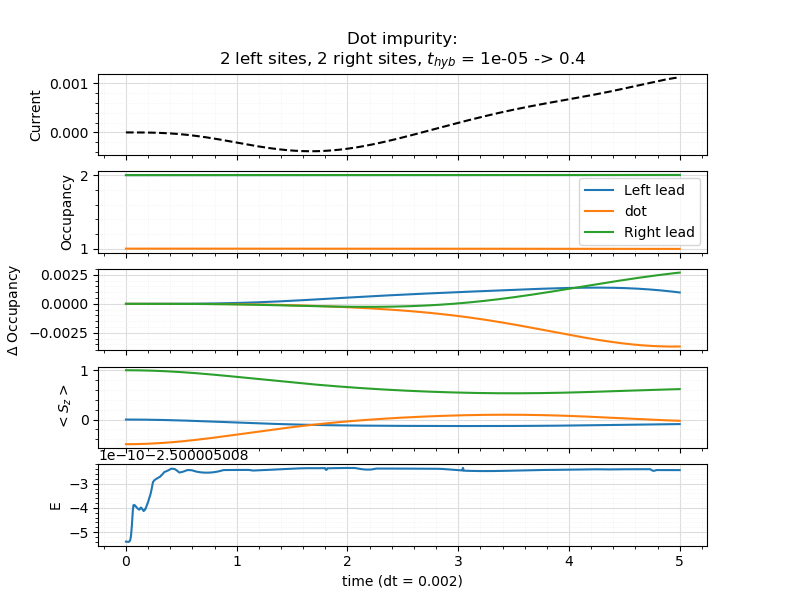 Dot impurity:
2 left sites, 2 right sites, t_hyb = 1e-05 -> 0.4
0.001
0.000
Current
2
1
Occupancy
Left lead
dot
Right lead
0.0025
0.0000
−0.0025
Δ Occupancy
1
0
< S_z >
1e−10−2.500005008
−3
−4
−5
E
0 1 2 3 4 5
time (dt = 0.002)